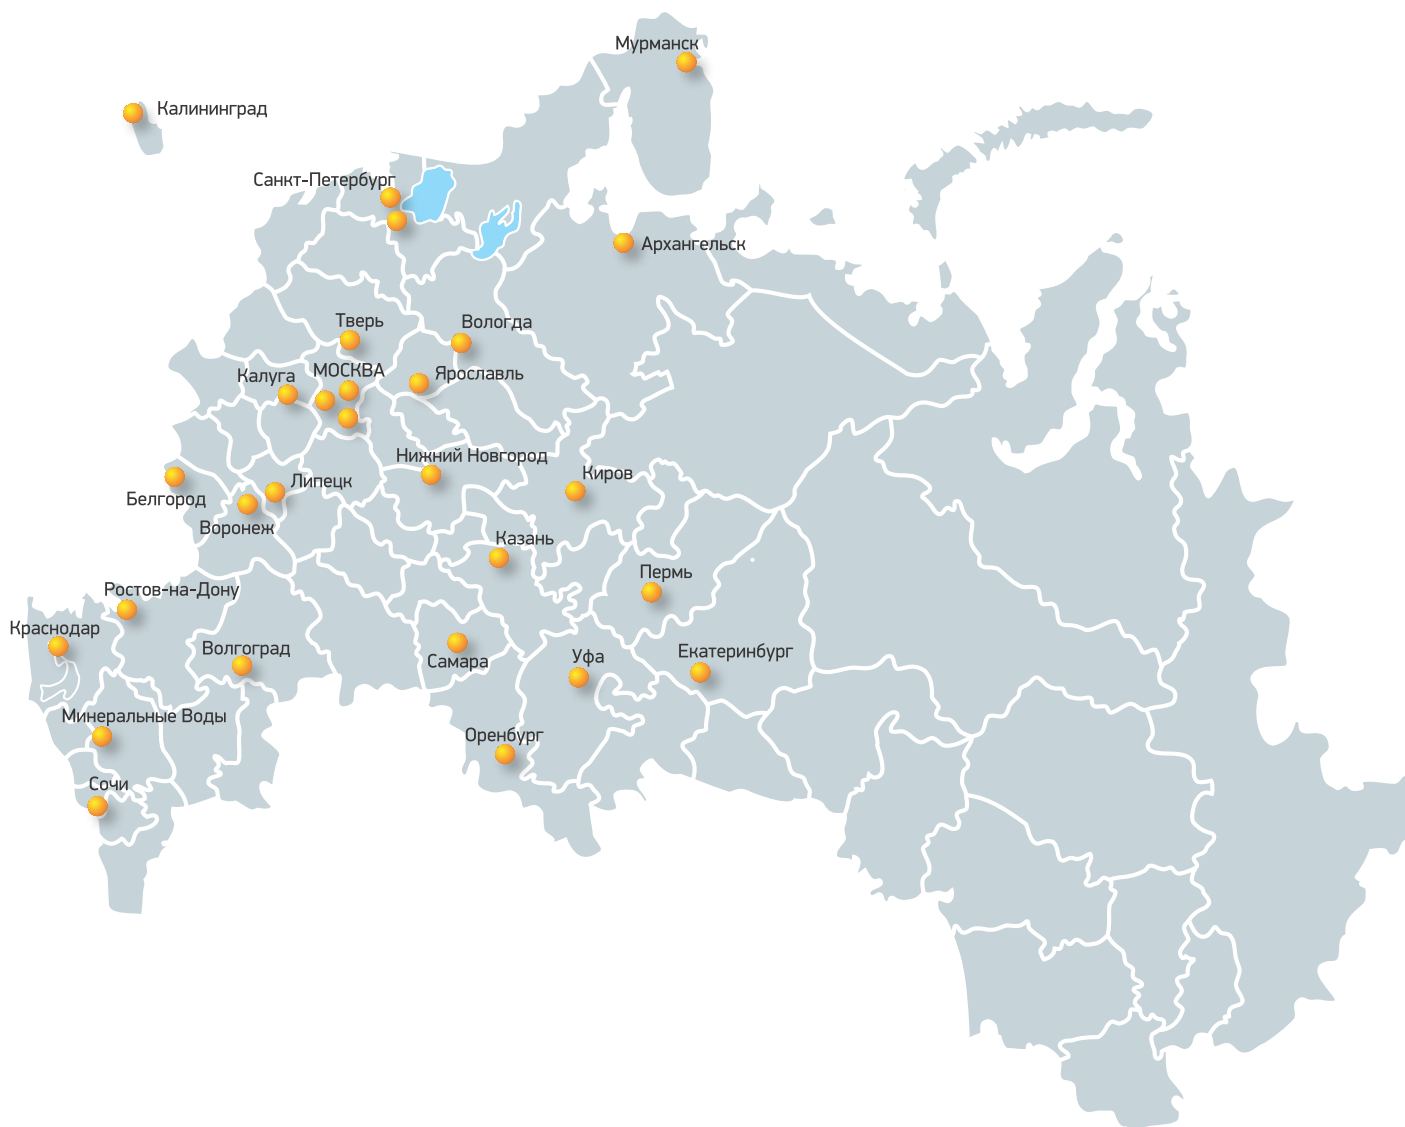 Мурманск
Калининград
Санкт-Петербург
Архангельск
Тверь
Вологда
МОСКВА
Ярославль
Калуга
Нижний Новгород
Киров
Липецк
Белгород
Воронеж
Казань
Пермь
Ростов-на-Дону
Краснодар
Волгоград
Самара
Уфа
Екатеринбург
Минеральные Воды
Оренбург
Сочи